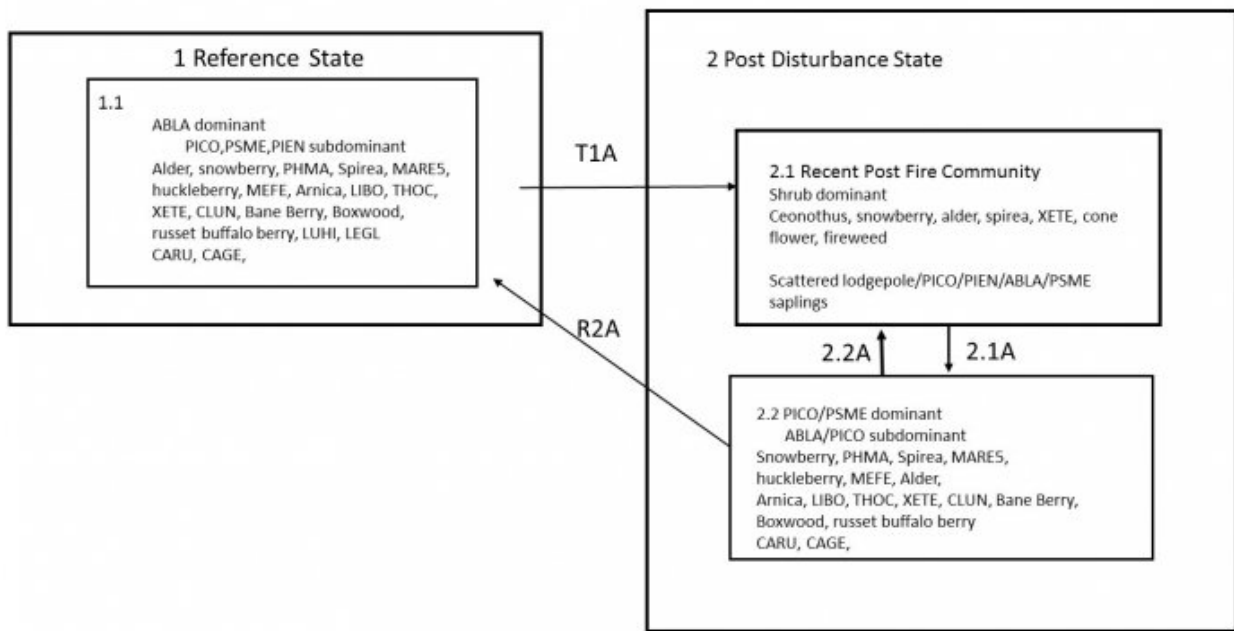 1 Reference State
1.1
ABLA dominant
PICO,PSME,PIEN subdominant
Alder, snowberry, PHMA, Spirea, MARE5,
huckleberry, MEFE, Arnica, LIBO, THOC,
XETE, CLUN, Bane Berry, Boxwood,
russet buffalo berry, LUHI, LEGL
CARU, CAGE,
T1A
R2A
2 Post Disturbance State
2.1 Recent Post Fire Community
Shrub dominant
Ceonothus, snowberry, alder, spirea, XETE, cone
flower, fireweed
Scattered lodgepole/PICO/PIEN/ABLA/PSME
saplings
2.2A
2.1A
2.2 PICO/PSME dominant
ABLA/PICO subdominant
Snowberry, PHMA, Spirea, MARE5,
huckleberry, MEFE, Alder,
Arnica, LIBO, THOC, XETE, CLUN, Bane Berry,
Boxwood, russet buffalo berry
CARU, CAGE,